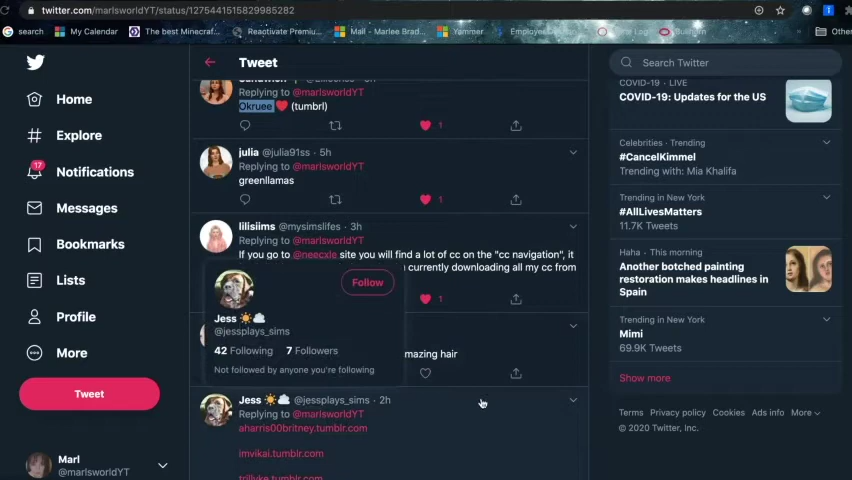 twitter.com/marlsworldYT/status/1275441515829985282
search
My Calendar
The best Minecraf...
Reactivate Premiu...
Mail - Marlee Brad...
Yammer
Other
Tweet
Search Twitter
Home
Explore
17
Notifications
Messages
Bookmarks
Lists
Profile
More
Tweet
Marl
@marlsworldYT
Replying to @marlsworldYT
Okruee ❤️ (tumbrl)
1
julia @julia91ss · 5h
Replying to @marlsworldYT
greenllamas
1
lilisiims @mysimslifes · 3h
Replying to @marlsworldYT
If you go to @neecxle site you will find a lot of cc on the "cc navigation", it
currently downloading all my cc from
1
Follow
Jess ☀️☁️
@jessplays_sims
42 Following 7 Followers
Not followed by anyone you're following
mazing hair
Jess ☀️☁️ @jessplays_sims · 2h
Replying to @marlsworldYT
aharris00britney.tumblr.com
imvikai.tumblr.com
trillyke.tumblr.com
COVID-19 · LIVE
COVID-19: Updates for the US
Celebrities · Trending
#CancelKimmel
Trending with: Mia Khalifa
Trending in New York
#AllLivesMatters
11.7K Tweets
Haha · This morning
Another botched painting
restoration makes headlines in
Spain
Trending in New York
Mimi
69.9K Tweets
Show more
Terms Privacy policy Cookies Ads info More
© 2020 Twitter, Inc.